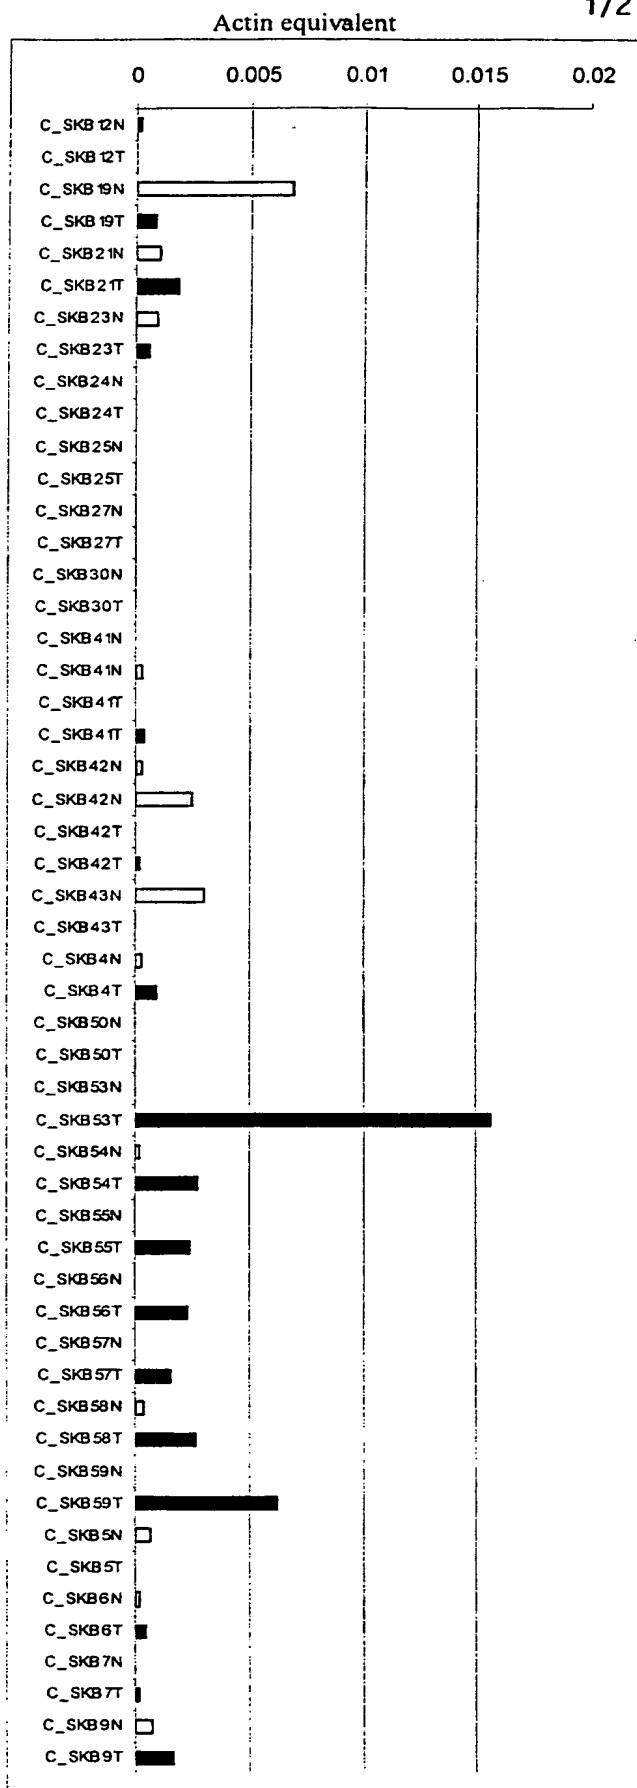 1/2
Actin equivalent
0 0.005 0.01 0.015 0.02
C_SKB12N
C_SKB12T
C_SKB19N
C_SKB19T
C_SKB21N
C_SKB21T
C_SKB23N
C_SKB23T
C_SKB24N
C_SKB24T
C_SKB25N
C_SKB25T
C_SKB27N
C_SKB27T
C_SKB30N
C_SKB30T
C_SKB41N
C_SKB41N
C_SKB41T
C_SKB41T
C_SKB42N
C_SKB42N
C_SKB42T
C_SKB42T
C_SKB43N
C_SKB43T
C_SKB4N
C_SKB4T
C_SKB50N
C_SKB50T
C_SKB53N
C_SKB53T
C_SKB54N
C_SKB54T
C_SKB55N
C_SKB55T
C_SKB56N
C_SKB56T
C_SKB57N
C_SKB57T
C_SKB58N
C_SKB58T
C_SKB59N
C_SKB59T
C_SKB5N
C_SKB5T
C_SKB6N
C_SKB6T
C_SKB7N
C_SKB7T
C_SKB9N
C_SKB9T